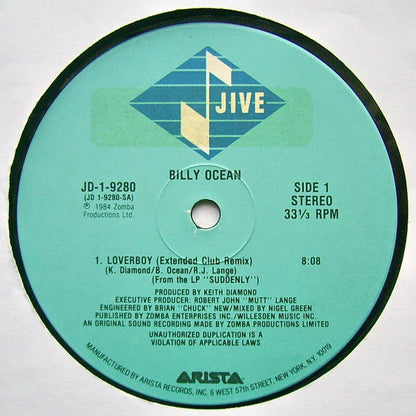 JIVE
BILLY OCEAN
JD-1-9280
(JD 1-9280-SA)
℗ 1984 Zomba
Productions Ltd.
SIDE 1
STEREO
33⅓ RPM
1. LOVERBOY (Extended Club Remix) 8:08
(K. Diamond/B. Ocean/R.J. Lange)
(From the LP "SUDDENLY")
PRODUCED BY KEITH DIAMOND
EXECUTIVE PRODUCER: ROBERT JOHN "MUTT" LANGE
ENGINEERED BY BRIAN "CHUCK" NEW/MIXED BY NIGEL GREEN
PUBLISHED BY ZOMBA ENTERPRISES INC./WILLESDEN MUSIC INC.
AN ORIGINAL SOUND RECORDING MADE BY ZOMBA PRODUCTIONS LIMITED
UNAUTHORIZED DUPLICATION IS A
VIOLATION OF APPLICABLE LAWS
ARISTA
MANUFACTURED BY ARISTA RECORDS, INC. 6 WEST 57th STREET, NEW YORK, N.Y. 10019